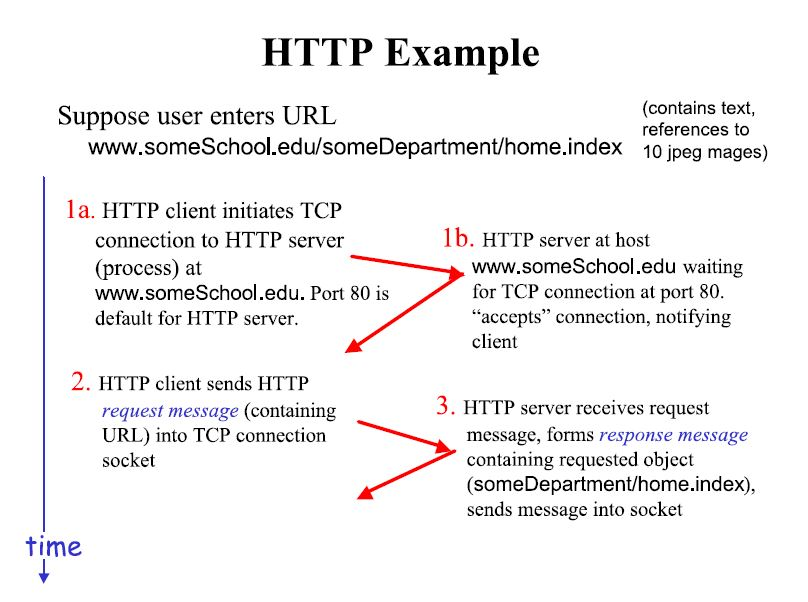 HTTP Example
Suppose user enters URL
www.someSchool.edu/someDepartment/home.index
(contains text,
references to
10 jpeg mages)
1a. HTTP client initiates TCP
connection to HTTP server
(process) at
www.someSchool.edu. Port 80 is
default for HTTP server.
1b. HTTP server at host
www.someSchool.edu waiting
for TCP connection at port 80.
“accepts” connection, notifying
client
2. HTTP client sends HTTP
request message (containing
URL) into TCP connection
socket
3. HTTP server receives request
message, forms response message
containing requested object
(someDepartment/home.index),
sends message into socket
time